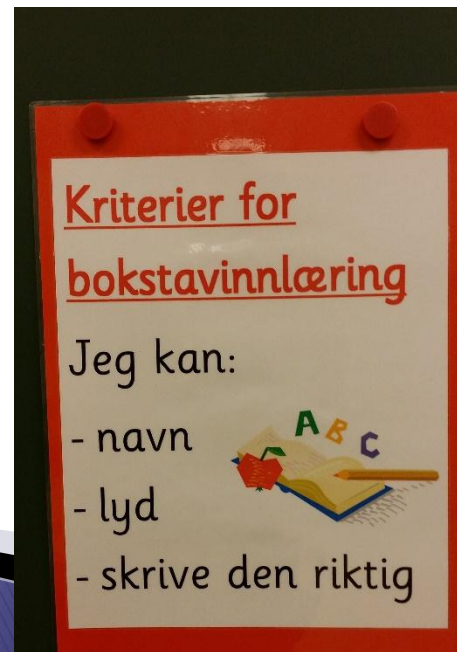 Kriterier for
bokstavinnlæring
Jeg kan:
- navn
A B C
- lyd
- skrive den riktig